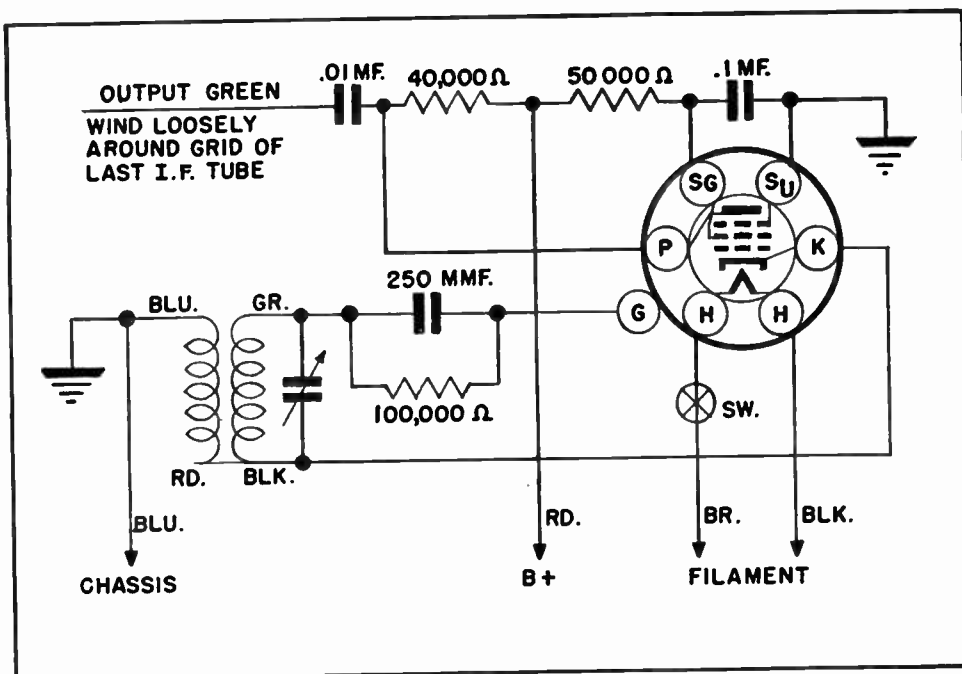 .01 MF.
40,000 Ω
50 000 Ω
.1 MF.
OUTPUT GREEN
WIND LOOSELY
AROUND GRID OF
LAST I.F. TUBE
SG
SU
P
K
G
H
H
250 MMF.
BLU.
GR.
100,000 Ω
SW.
RD.
BLK.
BLU.
RD.
BR.
BLK.
CHASSIS
B+
FILAMENT